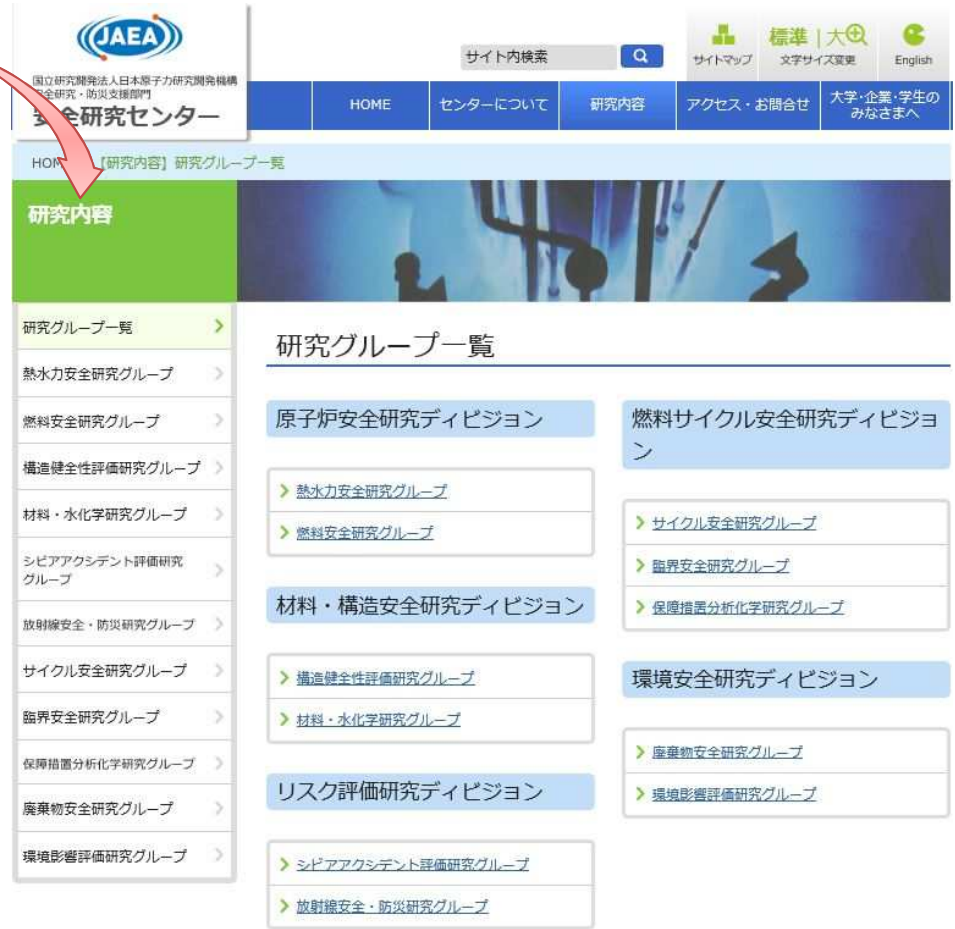 JAEA
国立研究開発法人日本原子力研究開発機構
安全研究・防災支援部門
安全研究センター
サイト内検索
サイトマップ
標準 | 大
文字サイズ変更
English
HOME
センターについて
研究内容
アクセス・お問合せ
大学・企業・学生の
みなさまへ
【研究内容】研究グループ一覧
研究内容
研究グループ一覧
熱水力安全研究グループ
燃料安全研究グループ
構造健全性評価研究グループ
材料・水化学研究グループ
シビアアクシデント評価研究
グループ
放射線安全・防災研究グループ
サイクル安全研究グループ
臨界安全研究グループ
保障措置分析化学研究グループ
廃棄物安全研究グループ
環境影響評価研究グループ
研究グループ一覧
原子炉安全研究ディビジョン
熱水力安全研究グループ
燃料安全研究グループ
材料・構造安全研究ディビジョン
構造健全性評価研究グループ
材料・水化学研究グループ
リスク評価研究ディビジョン
シビアアクシデント評価研究グループ
放射線安全・防災研究グループ
燃料サイクル安全研究ディビジョ
ン
サイクル安全研究グループ
臨界安全研究グループ
保障措置分析化学研究グループ
環境安全研究ディビジョン
廃棄物安全研究グループ
環境影響評価研究グループ